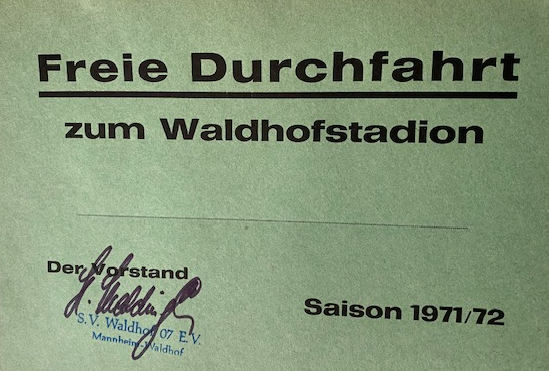 Freie Durchfahrt
zum Waldhofstadion
Der Vorstand
S.V. Waldhof 07 E.V.
Mannheim-Waldhof
Saison 1971/72